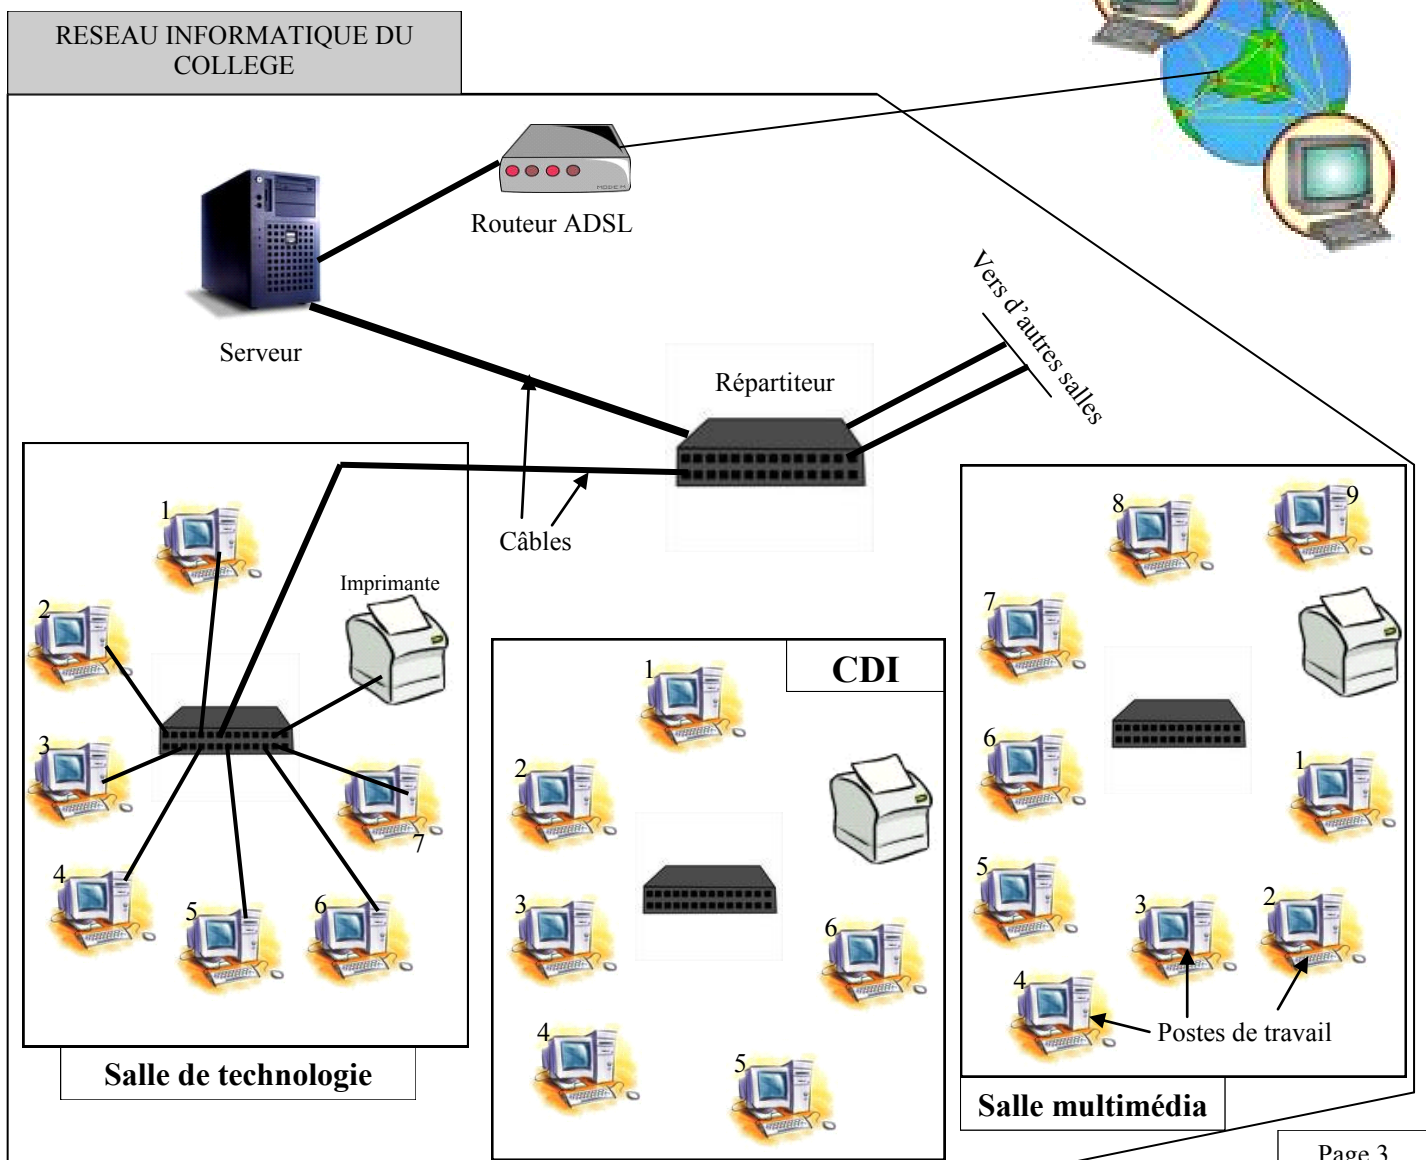 RESEAU INFORMATIQUE DU
COLLEGE
MODEM
Routeur ADSL
Serveur
Répartiteur
Vers d'autres salles
Câbles
Imprimante
1
2
3
4
5
6
7
Salle de technologie
CDI
1
2
3
4
5
6
8
9
7
6
1
5
3
2
4
Postes de travail
Salle multimédia
Page 3